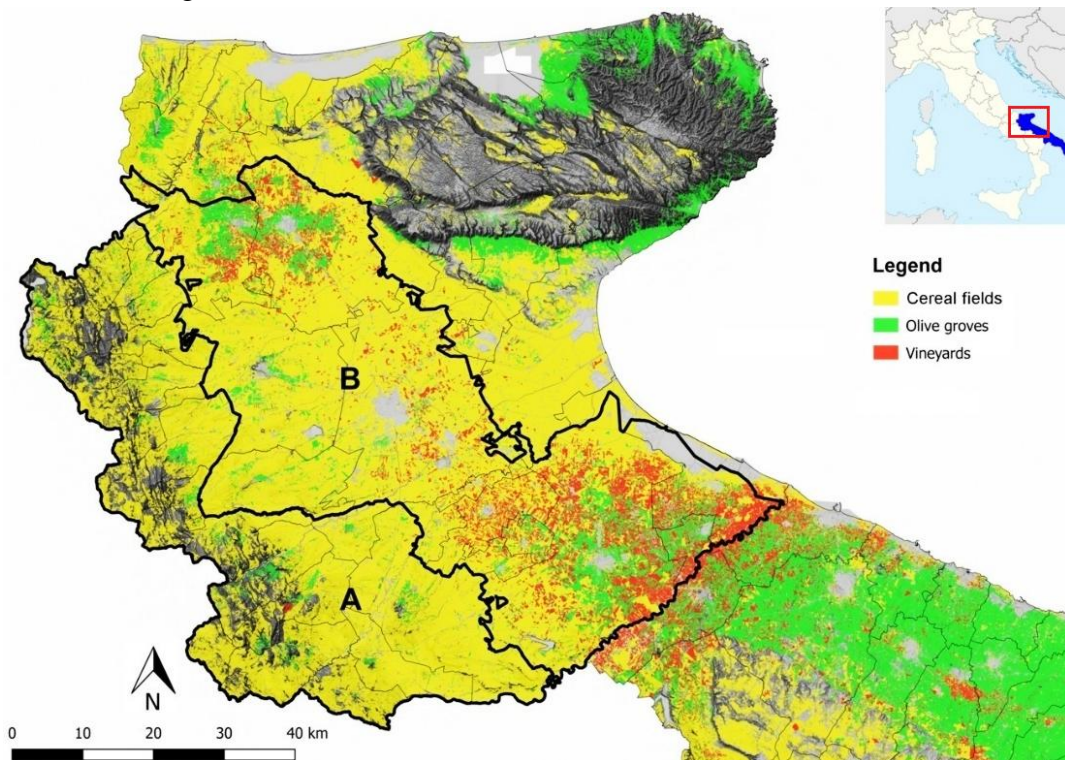 Legend
Cereal fields
Olive groves
Vineyards
B
A
N
0 10 20 30 40 km